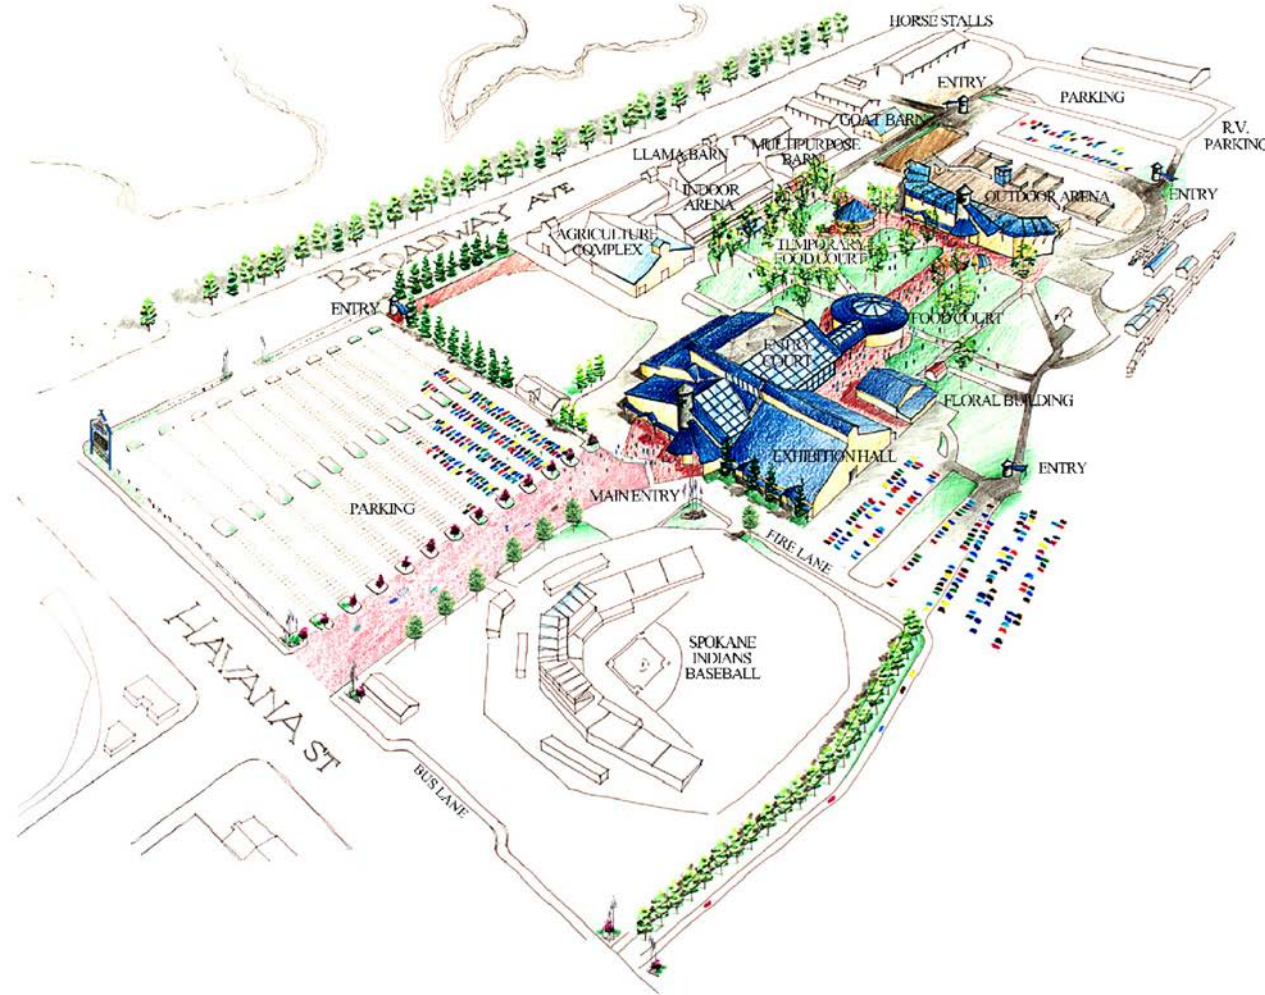 HORSE STALLS
ENTRY
PARKING
GOAT BARN
R.V.
PARKING
MULTIPURPOSE
BARN
LLAMA BARN
INDOOR
ARENA
OUTDOOR ARENA
ENTRY
BROADWAY AVE
AGRICULTURE
COMPLEX
TEMPORARY
FOOD COURT
ENTRY
FOOD COURT
ENTRY
COURT
FLORAL BUILDING
EXHIBITION HALL
ENTRY
MAIN ENTRY
PARKING
FIRE LANE
HAVANA ST
SPOKANE
INDIANS
BASEBALL
BUS LANE